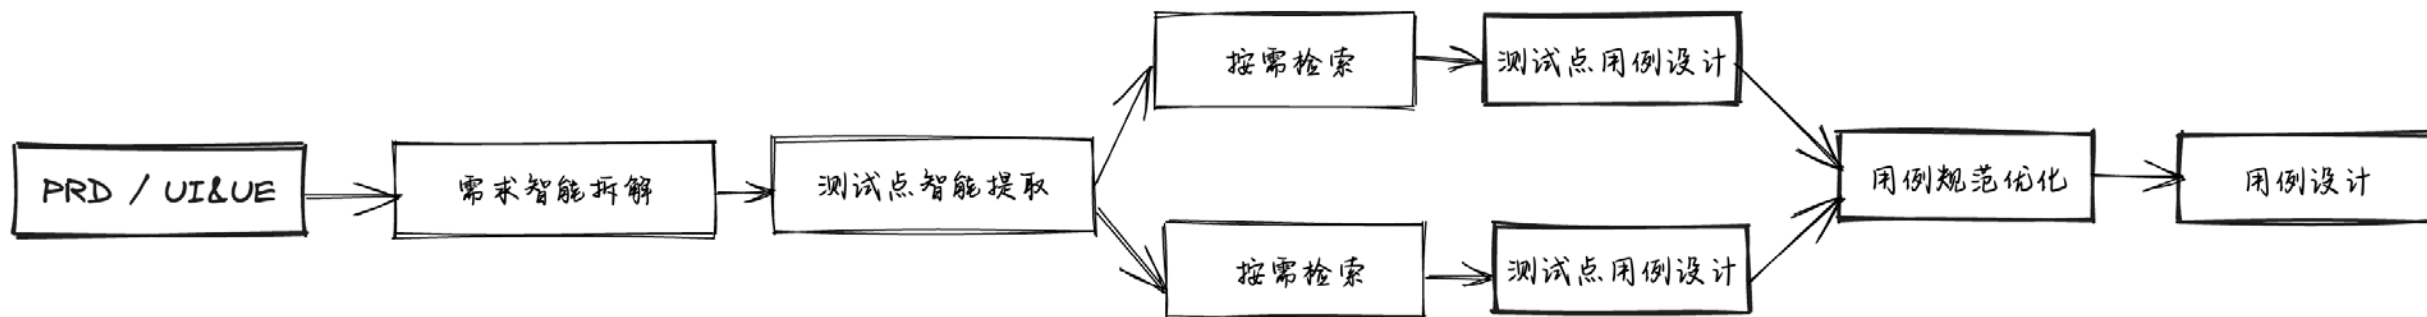 PRD / UI&UE
需求智能拆解
测试点智能提取
按需检索
测试点用例设计
按需检索
测试点用例设计
用例规范优化
用例设计